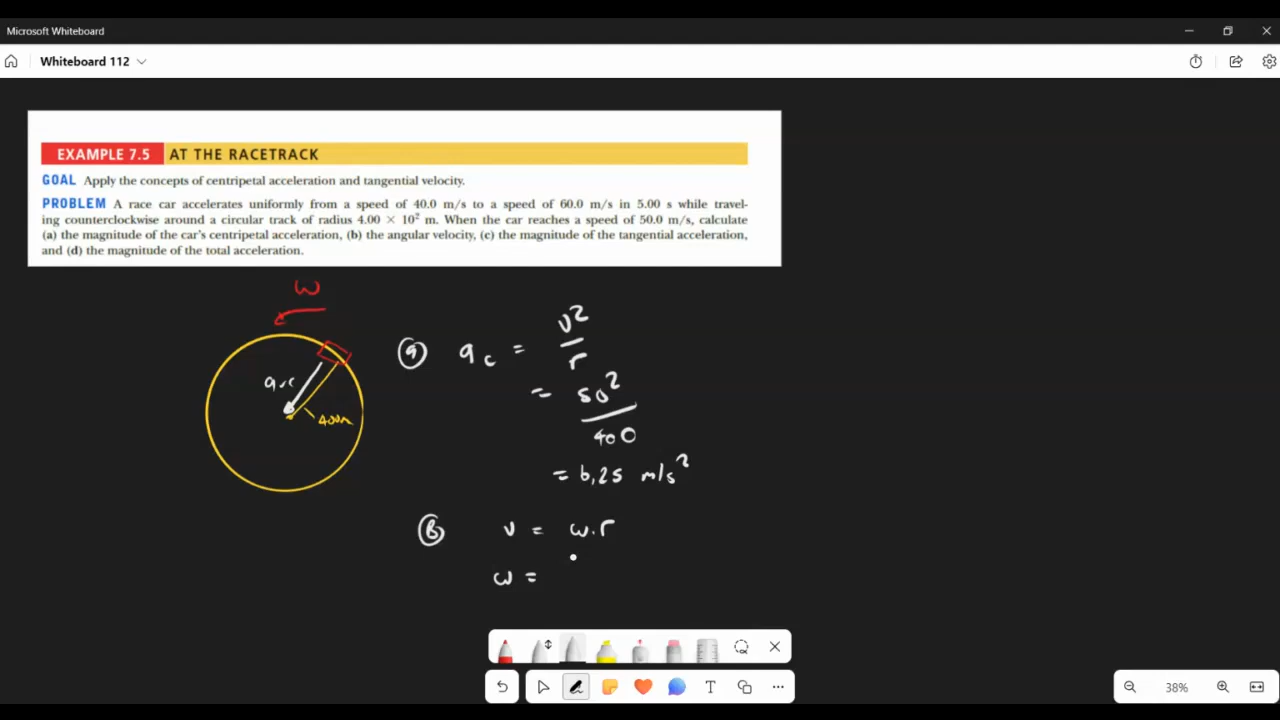 Microsoft Whiteboard
Whiteboard 112
EXAMPLE 7.5 AT THE RACETRACK
GOAL Apply the concepts of centripetal acceleration and tangential velocity.
PROBLEM A race car accelerates uniformly from a speed of 40.0 m/s to a speed of 60.0 m/s in 5.00 s while travel-
ing counterclockwise around a circular track of radius 4.00 × 10² m. When the car reaches a speed of 50.0 m/s, calculate
(a) the magnitude of the car's centripetal acceleration, (b) the angular velocity, (c) the magnitude of the tangential acceleration,
and (d) the magnitude of the total acceleration.
ω
400m
(a) a_c = v²/r
= 50²/400
= 6,25 m/s²
(B) v = ω.r
ω =
38%